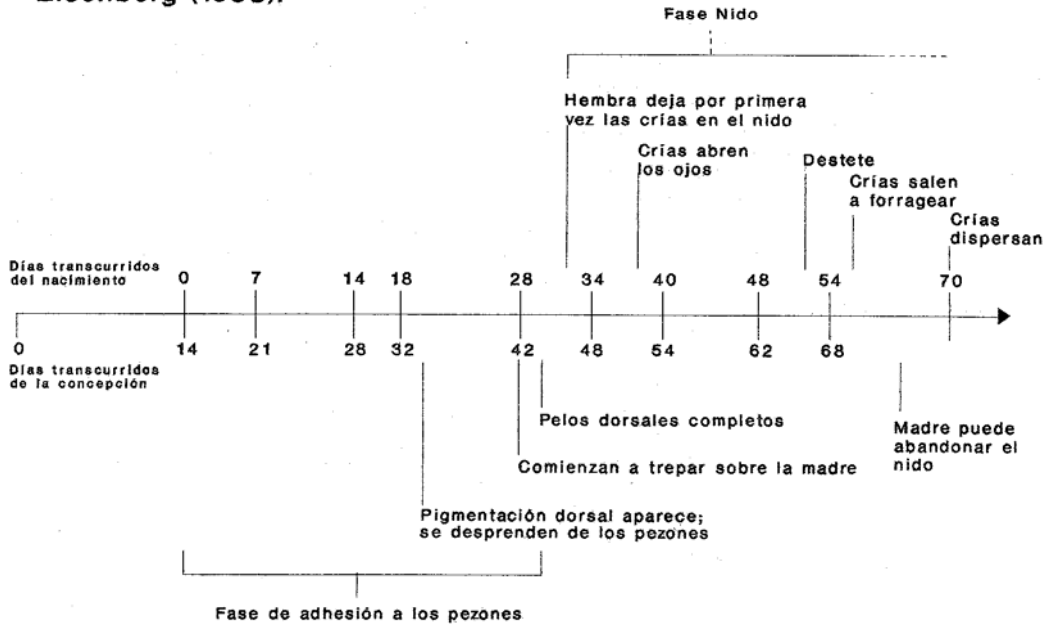 Eisenberg (1988).
Fase Nido
Hembra deja por primera
vez las crías en el nido
Crías abren
los ojos
Destete
Crías salen
a forragear
Crías
dispersan
Días transcurridos
del nacimiento
0 7 14 18 28 34 40 48 54 70
0 14 21 28 32 42 48 54 62 68
Días transcurridos
de la concepción
Pelos dorsales completos
Madre puede
abandonar el
nido
Comienzan a trepar sobre la madre
Pigmentación dorsal aparece;
se desprenden de los pezones
Fase de adhesión a los pezones